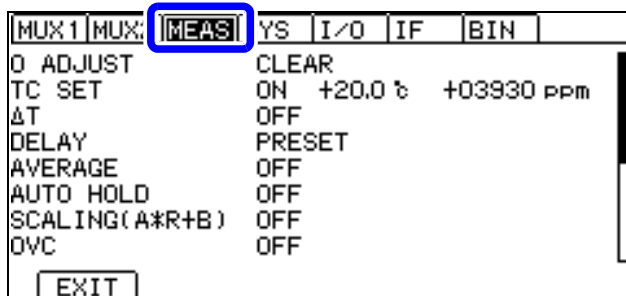 MUX1 MUX: MEAS YS I/O IF BIN
0 ADJUST CLEAR
TC SET ON +20.0 ℃ +03930 ppm
ΔT OFF
DELAY PRESET
AVERAGE OFF
AUTO HOLD OFF
SCALING(A*R+B) OFF
OVC OFF
EXIT